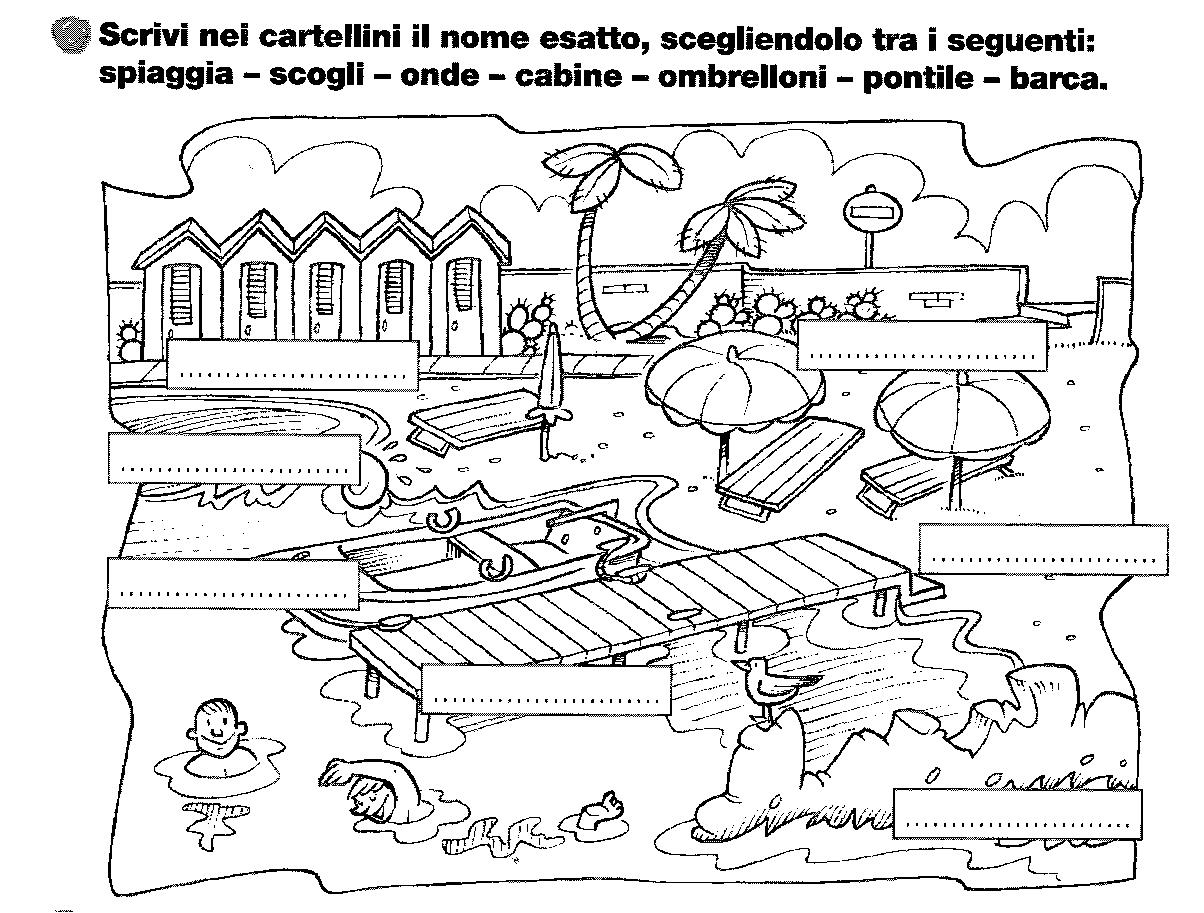 Scrivi nei cartellini il nome esatto, scegliendolo tra i seguenti:
spiaggia – scogli – onde – cabine – ombrelloni – pontile – barca.